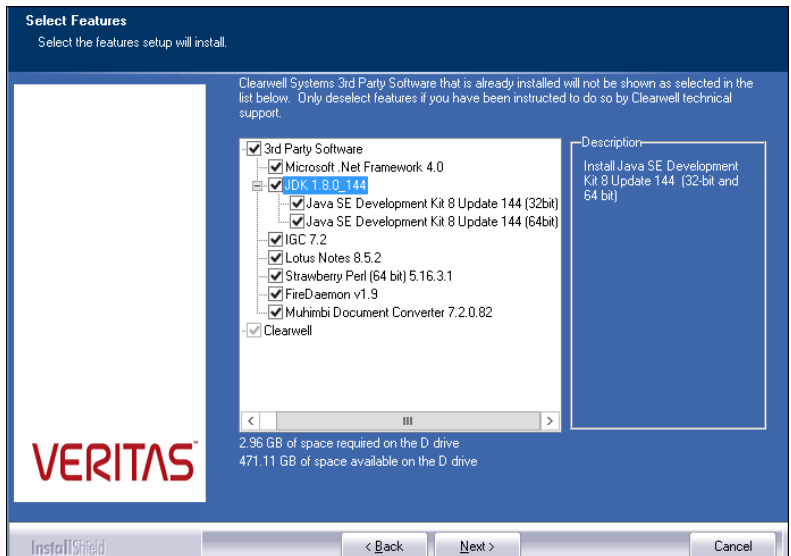 Select Features
Select the features setup will install.
Clearwell Systems 3rd Party Software that is already installed will not be shown as selected in the
list below. Only deselect features if you have been instructed to do so by Clearwell technical
support.
3rd Party Software
Microsoft .Net Framework 4.0
JDK 1.8.0_144
Java SE Development Kit 8 Update 144 (32bit)
Java SE Development Kit 8 Update 144 (64bit)
IGC 7.2
Lotus Notes 8.5.2
Strawberry Perl (64 bit) 5.16.3.1
FireDaemon v1.9
Muhimbi Document Converter 7.2.0.82
Clearwell
Description
Install Java SE Development
Kit 8 Update 144 (32-bit and
64 bit)
2.96 GB of space required on the D drive
471.11 GB of space available on the D drive
VERITAS™
InstallShield
< Back
Next >
Cancel